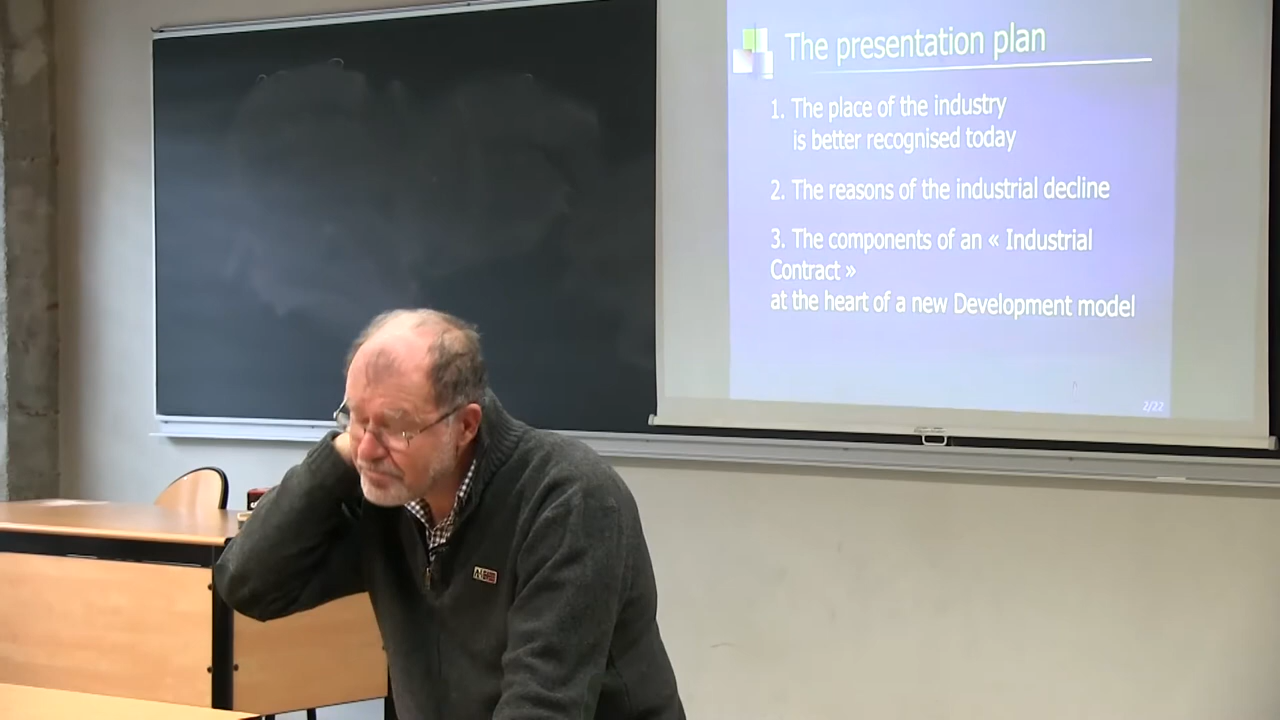 The presentation plan
1. The place of the industry
is better recognised today
2. The reasons of the industrial decline
3. The components of an « Industrial
Contract »
at the heart of a new Development model
2/22